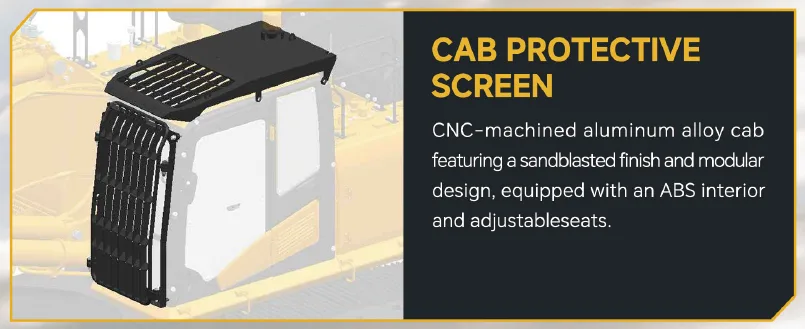 CAB PROTECTIVE
SCREEN
CNC-machined aluminum alloy cab
featuring a sandblasted finish and modular
design, equipped with an ABS interior
and adjustableseats.